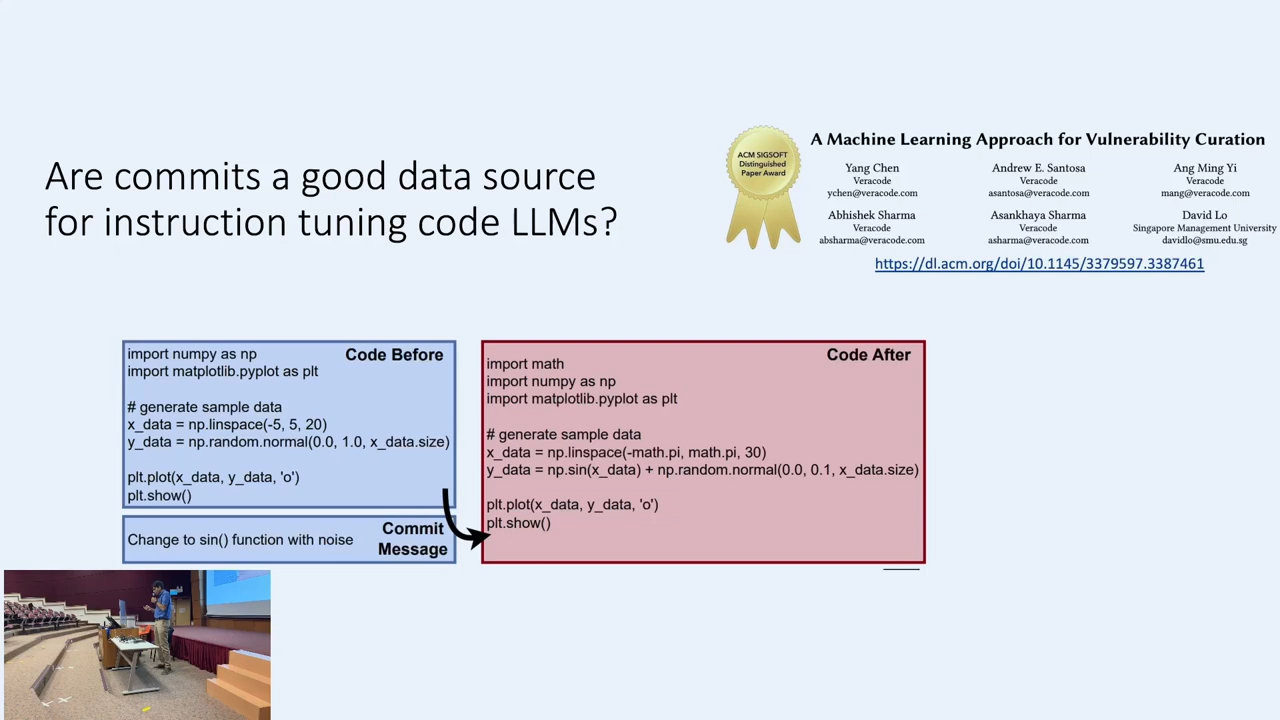 Are commits a good data source
for instruction tuning code LLMs?
ACM SIGSOFT
Distinguished
Paper Award
A Machine Learning Approach for Vulnerability Curation
Yang Chen
Veracode
ychen@veracode.com
Andrew E. Santosa
Veracode
asantosa@veracode.com
Ang Ming Yi
Veracode
mang@veracode.com
Abhishek Sharma
Veracode
absharma@veracode.com
Asankhaya Sharma
Veracode
asharma@veracode.com
David Lo
Singapore Management University
davidlo@smu.edu.sg
https://dl.acm.org/doi/10.1145/3379597.3387461
Code Before
import numpy as np
import matplotlib.pyplot as plt
# generate sample data
x_data = np.linspace(-5, 5, 20)
y_data = np.random.normal(0.0, 1.0, x_data.size)
plt.plot(x_data, y_data, 'o')
plt.show()
Commit
Message
Change to sin() function with noise
Code After
import math
import numpy as np
import matplotlib.pyplot as plt
# generate sample data
x_data = np.linspace(-math.pi, math.pi, 30)
y_data = np.sin(x_data) + np.random.normal(0.0, 0.1, x_data.size)
plt.plot(x_data, y_data, 'o')
plt.show()